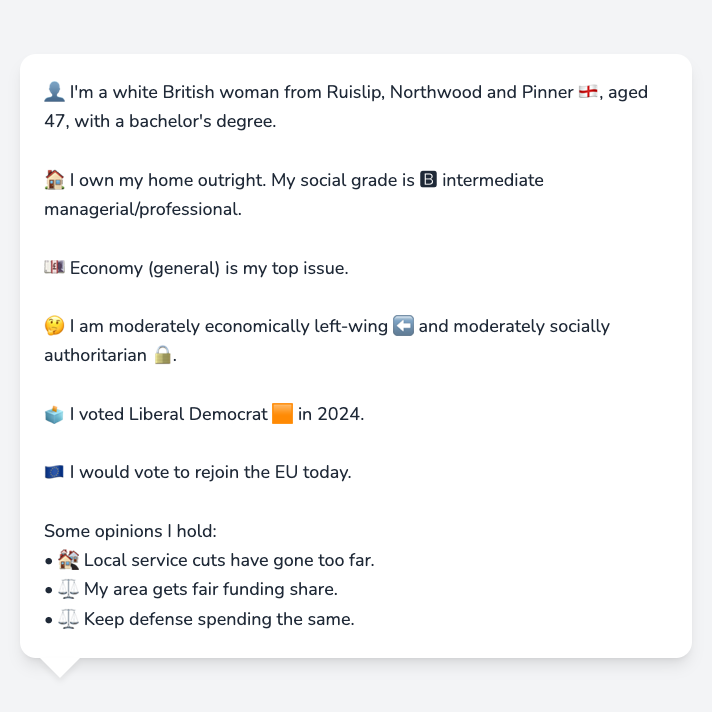 👤 I'm a white British woman from Ruislip, Northwood and Pinner 🏴󠁧󠁢󠁥󠁮󠁧󠁿, aged
47, with a bachelor's degree.
🏠 I own my home outright. My social grade is 🅱 intermediate
managerial/professional.
💷 Economy (general) is my top issue.
🤔 I am moderately economically left-wing ⬅️ and moderately socially
authoritarian 🔒.
🗳️ I voted Liberal Democrat 🟧 in 2024.
🇪🇺 I would vote to rejoin the EU today.
Some opinions I hold:
• 🏚️ Local service cuts have gone too far.
• ⚖️ My area gets fair funding share.
• ⚖️ Keep defense spending the same.